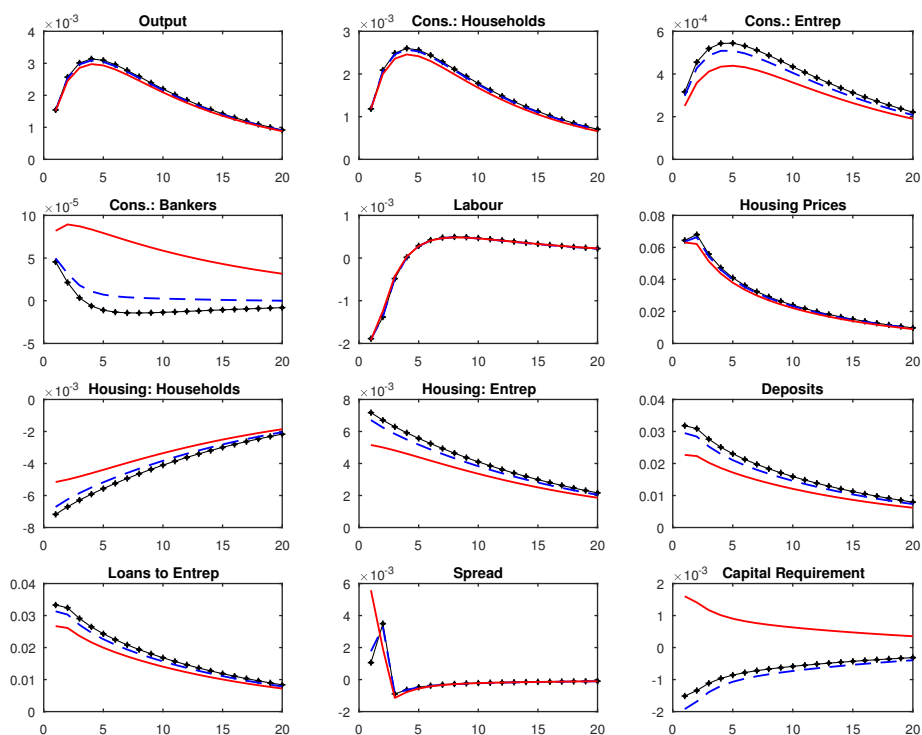 Output
×10⁻³
4
3
2
1
0
0 5 10 15 20
Cons.: Households
×10⁻³
3
2
1
0
0 5 10 15 20
Cons.: Entrep
×10⁻⁴
6
4
2
0
0 5 10 15 20
Cons.: Bankers
×10⁻⁵
10
5
0
-5
0 5 10 15 20
Labour
×10⁻³
1
0
-1
-2
0 5 10 15 20
Housing Prices
0.08
0.06
0.04
0.02
0
0 5 10 15 20
Housing: Households
×10⁻³
0
-2
-4
-6
-8
0 5 10 15 20
Housing: Entrep
×10⁻³
8
6
4
2
0
0 5 10 15 20
Deposits
0.04
0.03
0.02
0.01
0
0 5 10 15 20
Loans to Entrep
0.04
0.03
0.02
0.01
0
0 5 10 15 20
Spread
×10⁻³
6
4
2
0
-2
0 5 10 15 20
Capital Requirement
×10⁻³
2
1
0
-1
-2
0 5 10 15 20